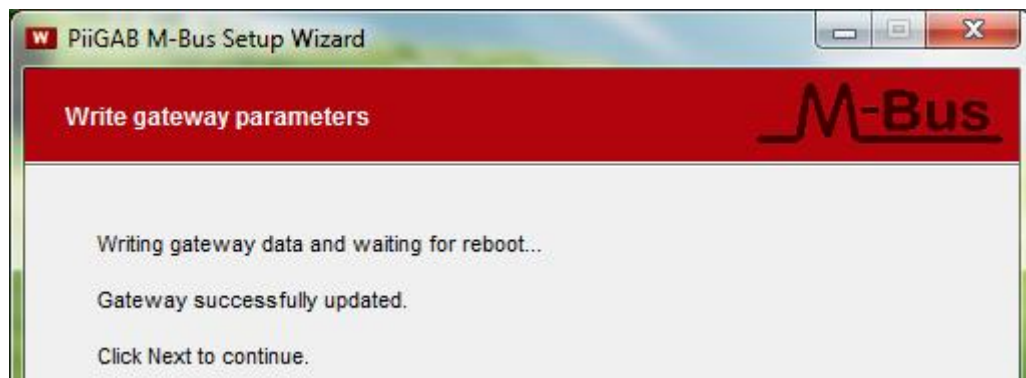 W PiiGAB M-Bus Setup Wizard
Write gateway parameters
M-Bus
Writing gateway data and waiting for reboot...
Gateway successfully updated.
Click Next to continue.